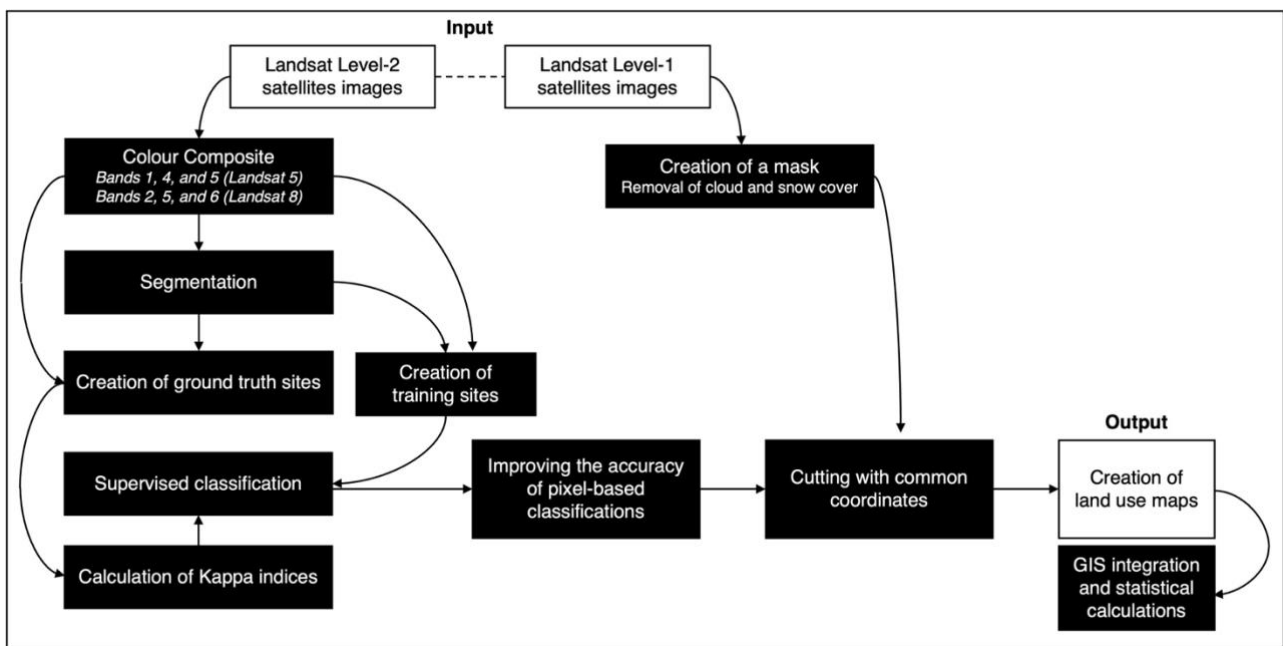 Input
Landsat Level-2
satellites images
Landsat Level-1
satellites images
Colour Composite
Bands 1, 4, and 5 (Landsat 5)
Bands 2, 5, and 6 (Landsat 8)
Creation of a mask
Removal of cloud and snow cover
Segmentation
Creation of ground truth sites
Creation of
training sites
Supervised classification
Improving the accuracy
of pixel-based
classifications
Cutting with common
coordinates
Output
Creation of
land use maps
Calculation of Kappa indices
GIS integration
and statistical
calculations